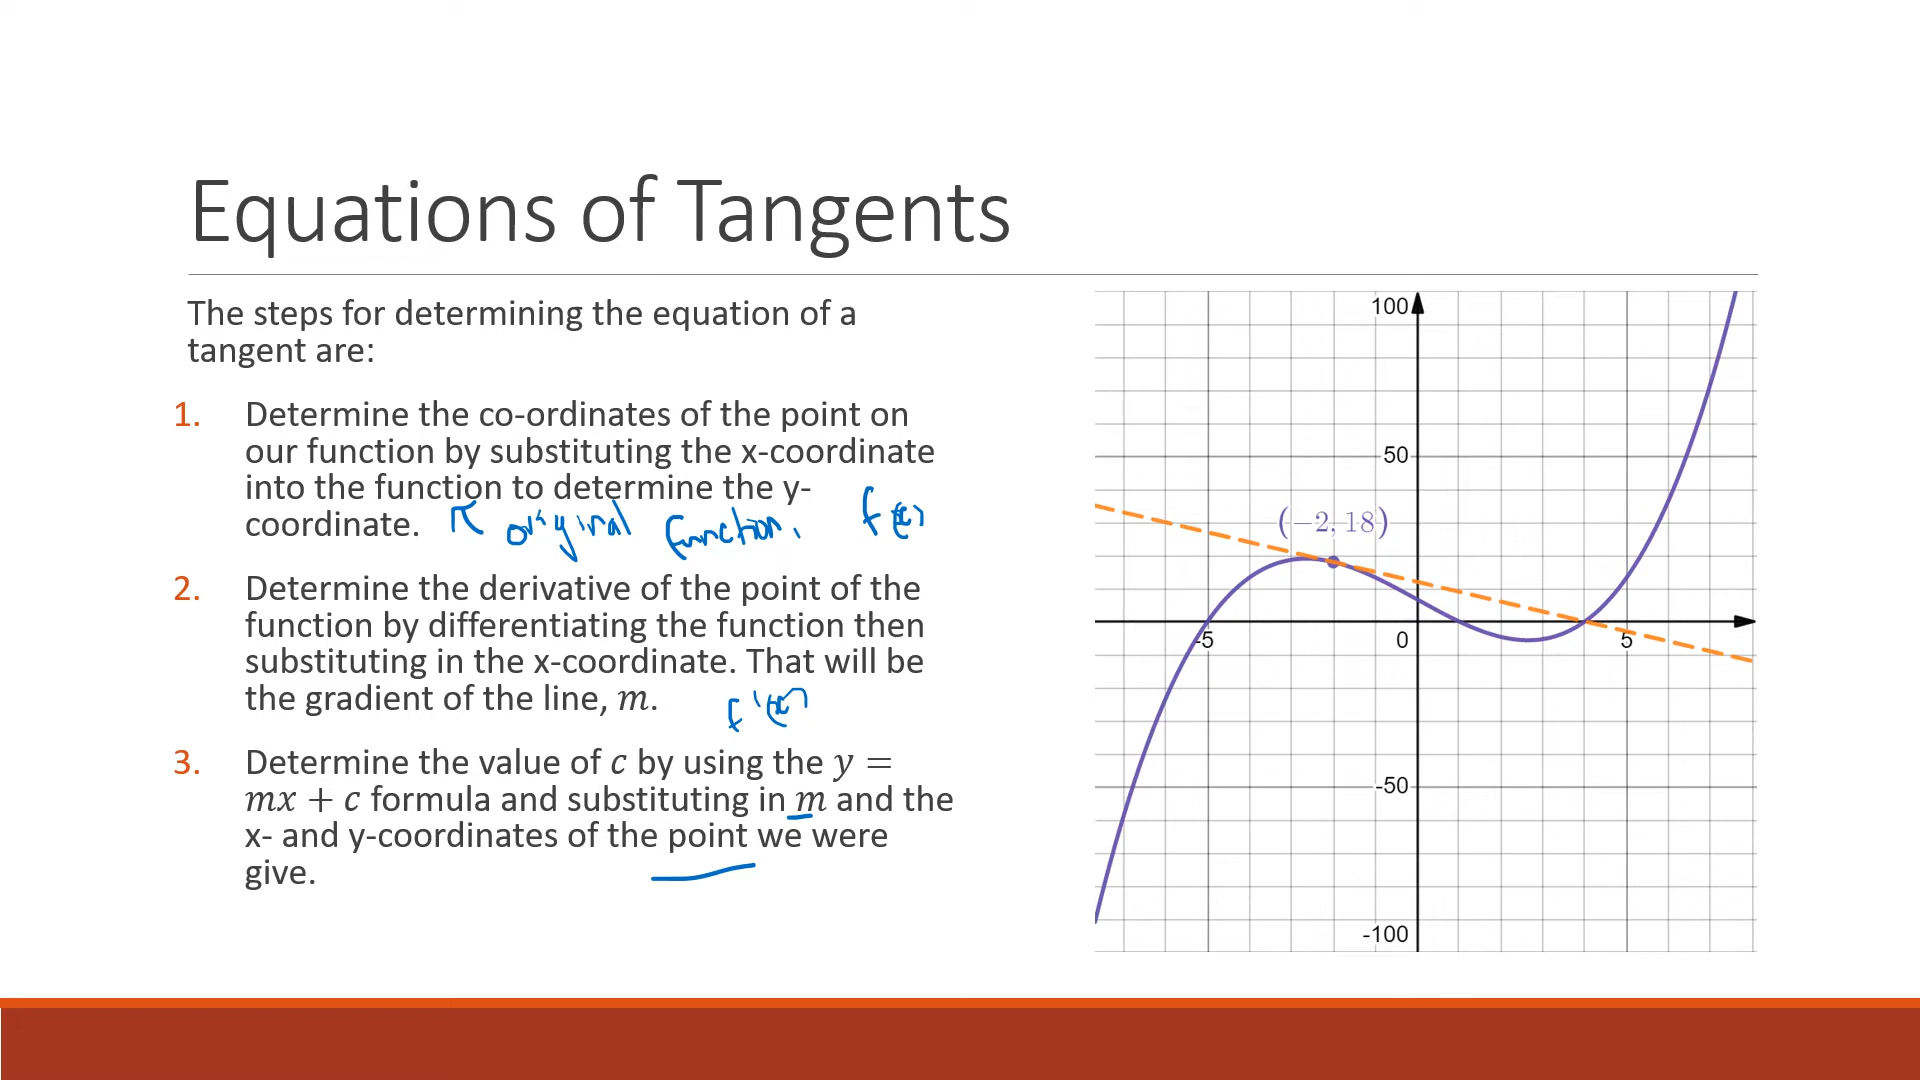 Equations of Tangents
The steps for determining the equation of a
tangent are:
1. Determine the co-ordinates of the point on
our function by substituting the x-coordinate
into the function to determine the y-
coordinate. original function. f(x)
2. Determine the derivative of the point of the
function by differentiating the function then
substituting in the x-coordinate. That will be
the gradient of the line, m.
f'(x)
3. Determine the value of c by using the y =
mx + c formula and substituting in m and the
x- and y-coordinates of the point we were
give.
100
50
(−2, 18)
-5
0
5
-50
-100